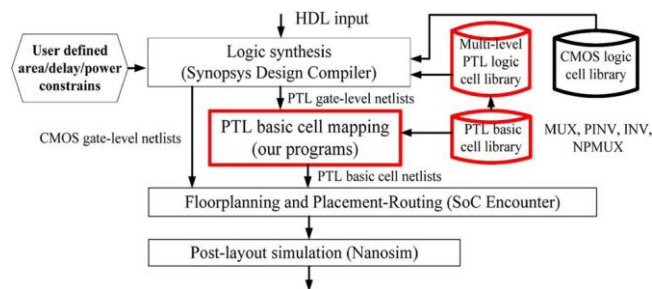 HDL input
User defined
area/delay/power
constrains
Logic synthesis
(Synopsys Design Compiler)
Multi-level
PTL logic
cell library
CMOS logic
cell library
PTL gate-level netlists
CMOS gate-level netlists
PTL basic cell mapping
(our programs)
PTL basic
cell library
MUX, PINV, INV,
NPMUX
PTL basic cell netlists
Floorplanning and Placement-Routing (SoC Encounter)
Post-layout simulation (Nanosim)